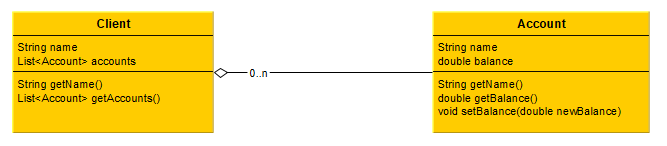 Client
String name
List<Account> accounts
String getName()
List<Account> getAccounts()
0..n
Account
String name
double balance
String getName()
double getBalance()
void setBalance(double newBalance)